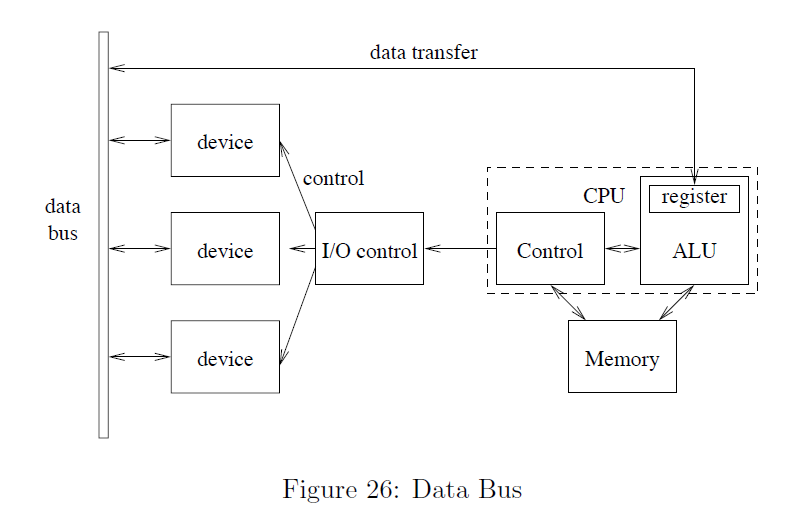 data transfer
device
control
CPU
register
data
bus
device
I/O control
Control
ALU
device
Memory
Figure 26: Data Bus